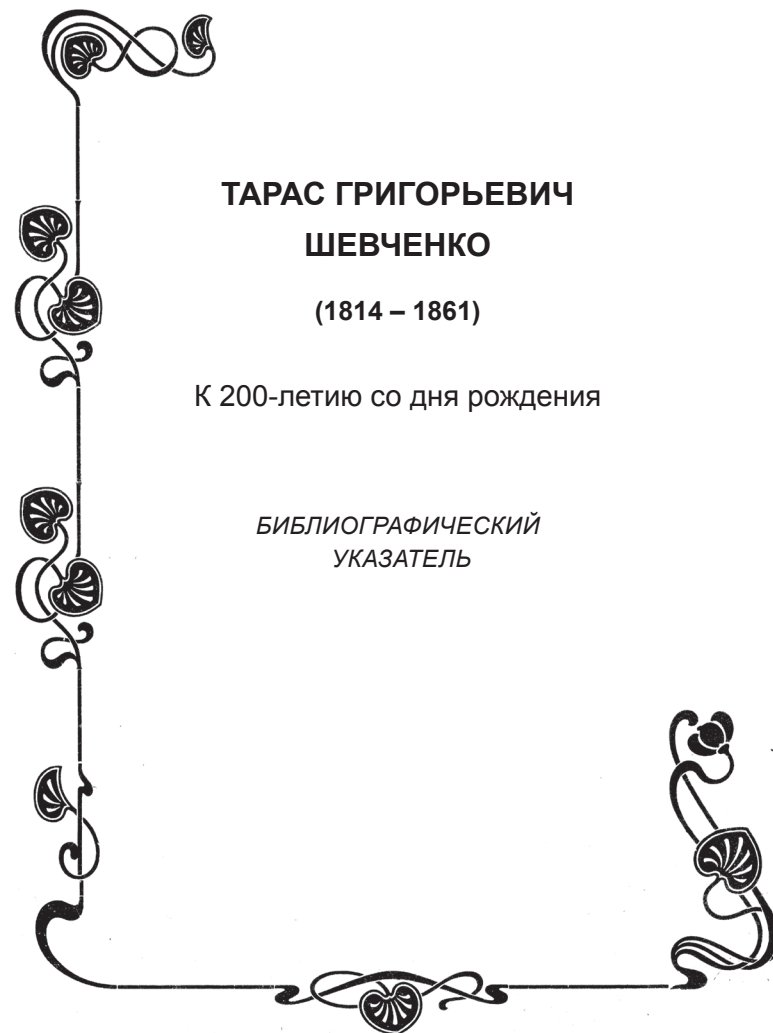 ТАРАС ГРИГОРЬЕВИЧ
ШЕВЧЕНКО
(1814 – 1861)
К 200-летию со дня рождения
БИБЛИОГРАФИЧЕСКИЙ
УКАЗАТЕЛЬ